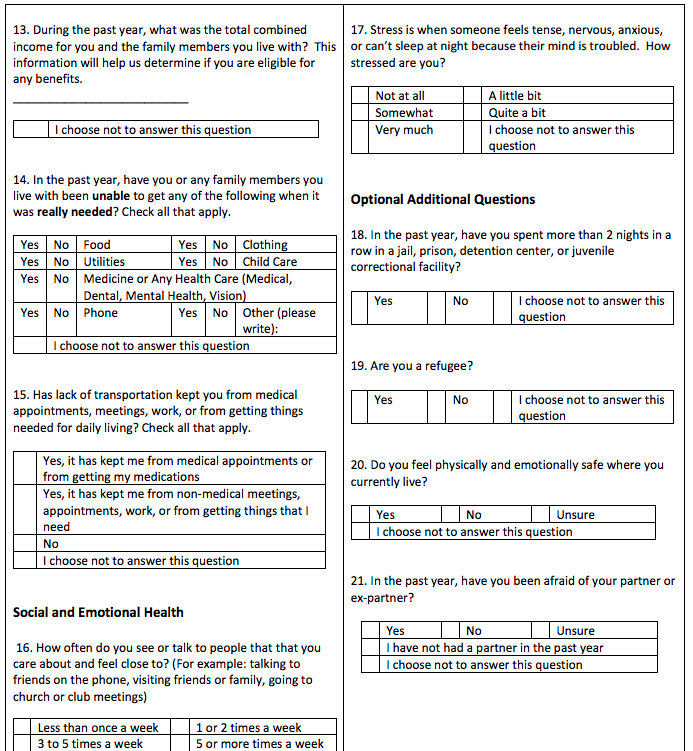 13. During the past year, what was the total combined
income for you and the family members you live with? This
information will help us determine if you are eligible for
any benefits.
I choose not to answer this question
14. In the past year, have you or any family members you
live with been unable to get any of the following when it
was really needed? Check all that apply.
Yes No Food Yes No Clothing
Yes No Utilities Yes No Child Care
Yes No Medicine or Any Health Care (Medical,
Dental, Mental Health, Vision)
Yes No Phone Yes No Other (please
write):
I choose not to answer this question
15. Has lack of transportation kept you from medical
appointments, meetings, work, or from getting things
needed for daily living? Check all that apply.
Yes, it has kept me from medical appointments or
from getting my medications
Yes, it has kept me from non-medical meetings,
appointments, work, or from getting things that I
need
No
I choose not to answer this question
Social and Emotional Health
16. How often do you see or talk to people that that you
care about and feel close to? (For example: talking to
friends on the phone, visiting friends or family, going to
church or club meetings)
Less than once a week 1 or 2 times a week
3 to 5 times a week 5 or more times a week
17. Stress is when someone feels tense, nervous, anxious,
or can't sleep at night because their mind is troubled. How
stressed are you?
Not at all A little bit
Somewhat Quite a bit
Very much I choose not to answer this
question
Optional Additional Questions
18. In the past year, have you spent more than 2 nights in a
row in a jail, prison, detention center, or juvenile
correctional facility?
Yes No I choose not to answer this
question
19. Are you a refugee?
Yes No I choose not to answer this
question
20. Do you feel physically and emotionally safe where you
currently live?
Yes No Unsure
I choose not to answer this question
21. In the past year, have you been afraid of your partner or
ex-partner?
Yes No Unsure
I have not had a partner in the past year
I choose not to answer this question